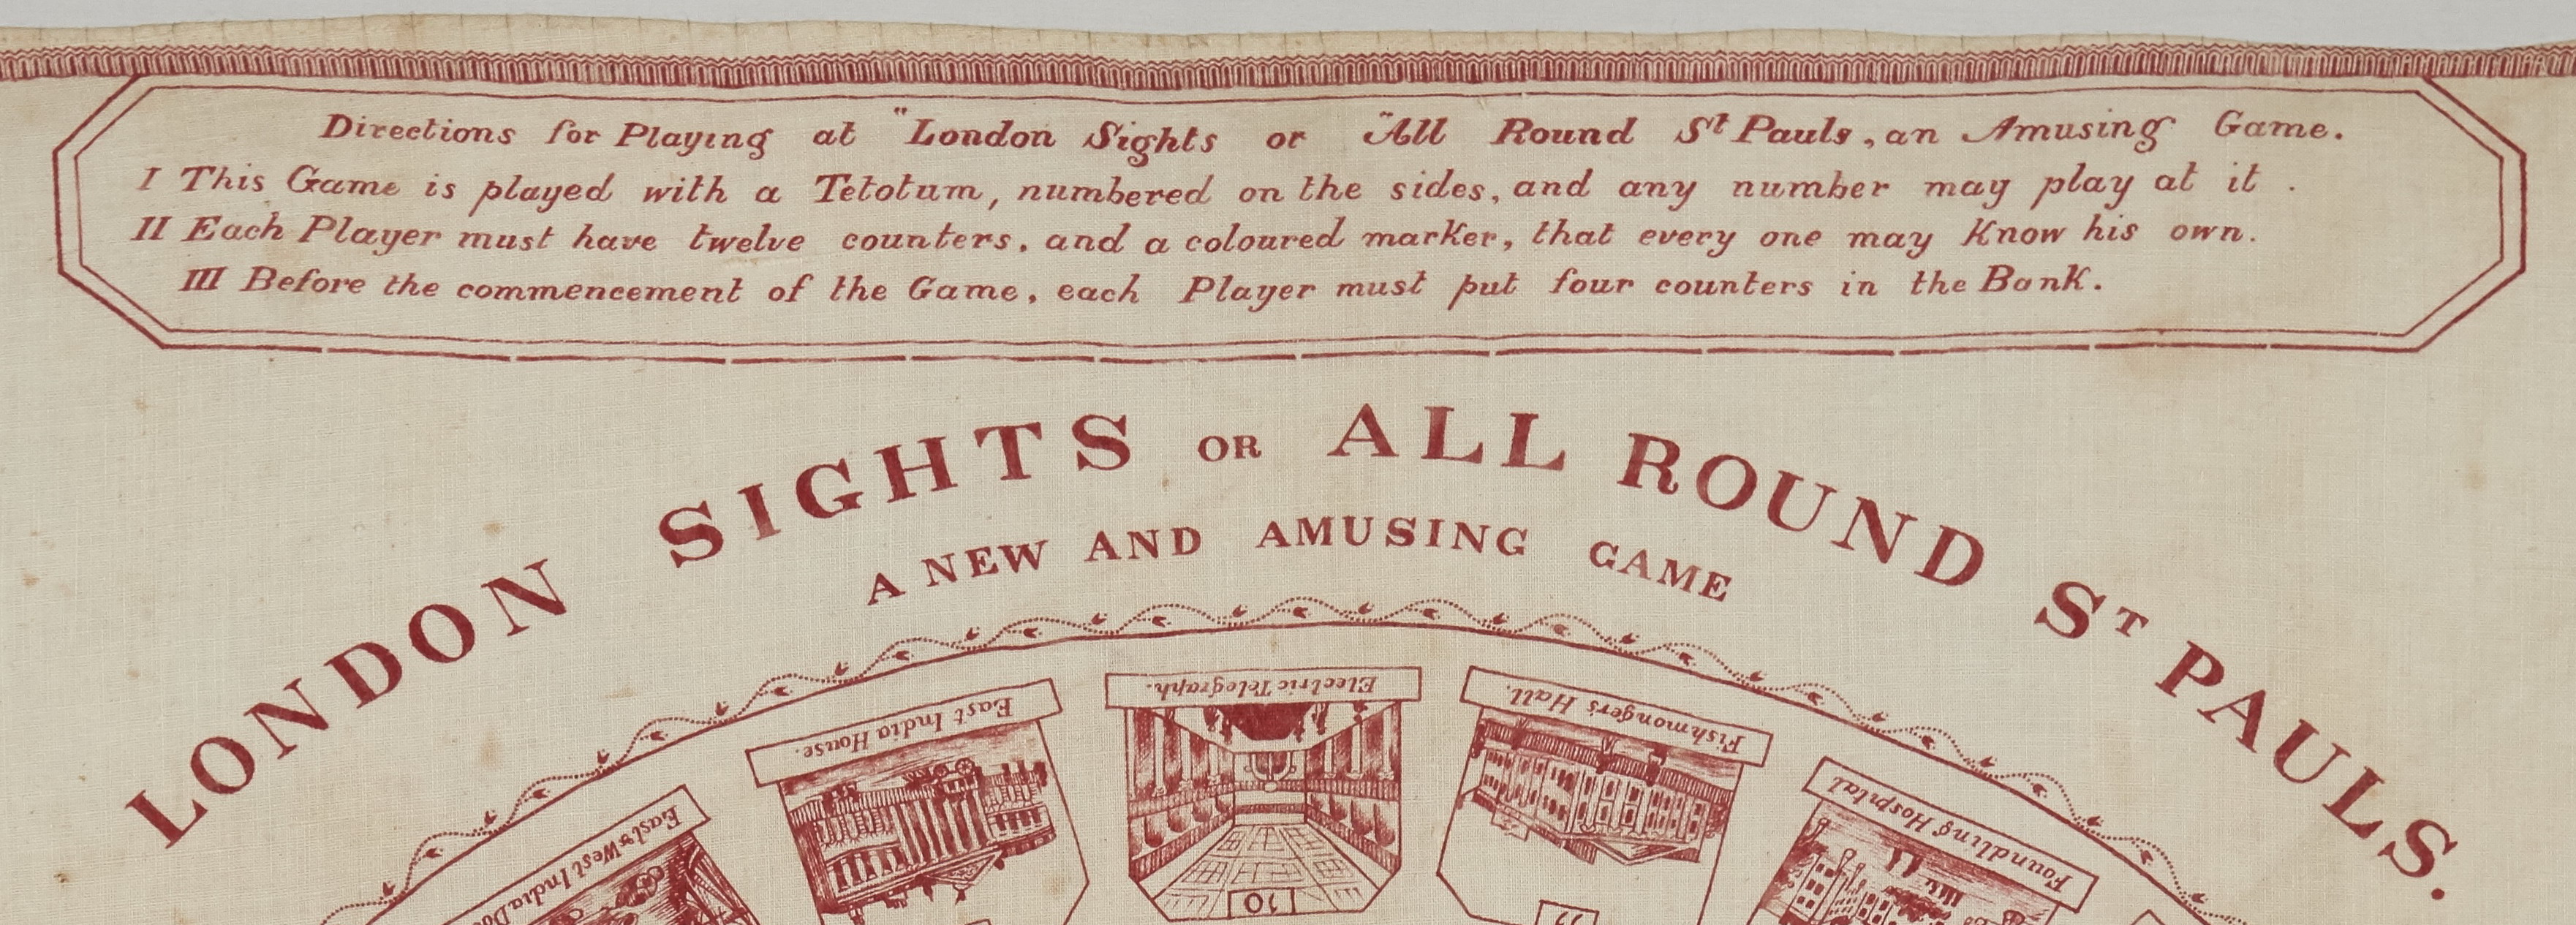 Directions for Playing at "London Sights or "All Round St Pauls, an Amusing Game.
I This Game is played with a Tetotum, numbered on the sides, and any number may play at it.
II Each Player must have twelve counters, and a coloured marker, that every one may Know his own.
III Before the commencement of the Game, each Player must put four counters in the Bank.
LONDON SIGHTS OR ALL ROUND ST PAULS.
A NEW AND AMUSING GAME
East & West India
East India House.
Electric Telegraph.
Fishmongers Hall.
Foundling Hospital